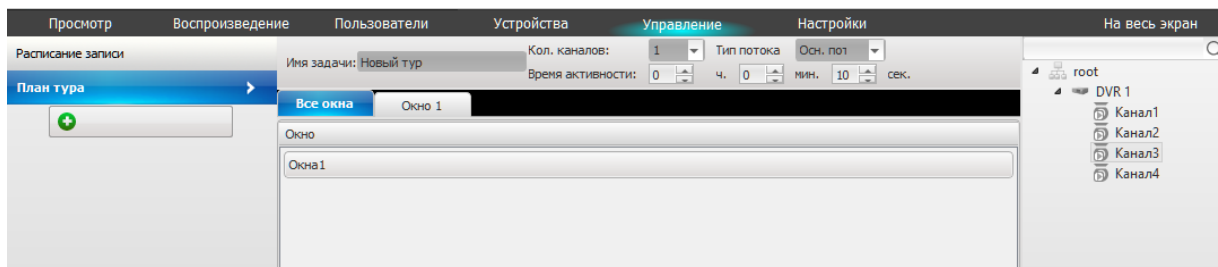 Просмотр Воспроизведение Пользователи Устройства Управление Настройки На весь экран
Расписание записи
План тура
Имя задачи: Новый тур
Кол. каналов: 1 Тип потока Осн. пот
Время активности: 0 ч. 0 мин. 10 сек.
Все окна Окно 1
Окно
Окна1
root
DVR 1
Канал1
Канал2
Канал3
Канал4